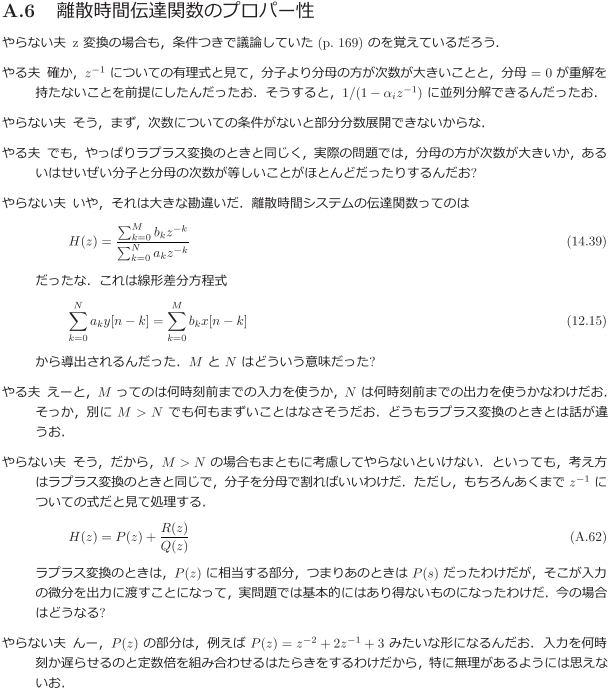 A.6　離散時間伝達関数のプロパー性
やらない夫 z 変換の場合も，条件つきで議論していた (p. 169) のを覚えているだろう．
やる夫 確か，z⁻¹ についての有理式と見て，分子より分母の方が次数が大きいことと，分母 = 0 が重解を
持たないことを前提にしたんだったお．そうすると，1/(1 − αᵢz⁻¹) に並列分解できるんだったお．
やらない夫 そう，まず，次数についての条件がないと部分分数展開できないからな．
やる夫 でも，やっぱりラプラス変換のときと同じく，実際の問題では，分母の方が次数が大きいか，ある
いはせいぜい分子と分母の次数が等しいことがほとんどだったりするんだお?
やらない夫 いや，それは大きな勘違いだ．離散時間システムの伝達関数ってのは
H(z) = \frac{\sum_{k=0}^{M} b_k z^{-k}}{\sum_{k=0}^{N} a_k z^{-k}} (14.39)
だったな．これは線形差分方程式
\sum_{k=0}^{N} a_k y[n − k] = \sum_{k=0}^{M} b_k x[n − k] (12.15)
から導出されるんだった．M と N はどういう意味だった?
やる夫 えーと，M ってのは何時刻前までの入力を使うか，N は何時刻前までの出力を使うかなわけだお．
そっか，別に M > N でも何もまずいことはなさそうだお．どうもラプラス変換のときとは話が違
うお．
やらない夫 そう，だから，M > N の場合もまともに考慮してやらないといけない．といっても，考え方
はラプラス変換のときと同じで，分子を分母で割ればいいわけだ．ただし，もちろんあくまで z⁻¹ に
ついての式だと見て処理する．
H(z) = P(z) + \frac{R(z)}{Q(z)} (A.62)
ラプラス変換のときは，P(z) に相当する部分，つまりあのときは P(s) だったわけだが，そこが入力
の微分を出力に渡すことになって，実問題では基本的にはあり得ないものになったわけだ．今の場合
はどうなる?
やらない夫 んー，P(z) の部分は，例えば P(z) = z⁻² + 2z⁻¹ + 3 みたいな形になるんだお．入力を何時
刻か遅らせるのと定数倍を組み合わせるはたらきをするわけだから，特に無理があるようには思えな
いお．